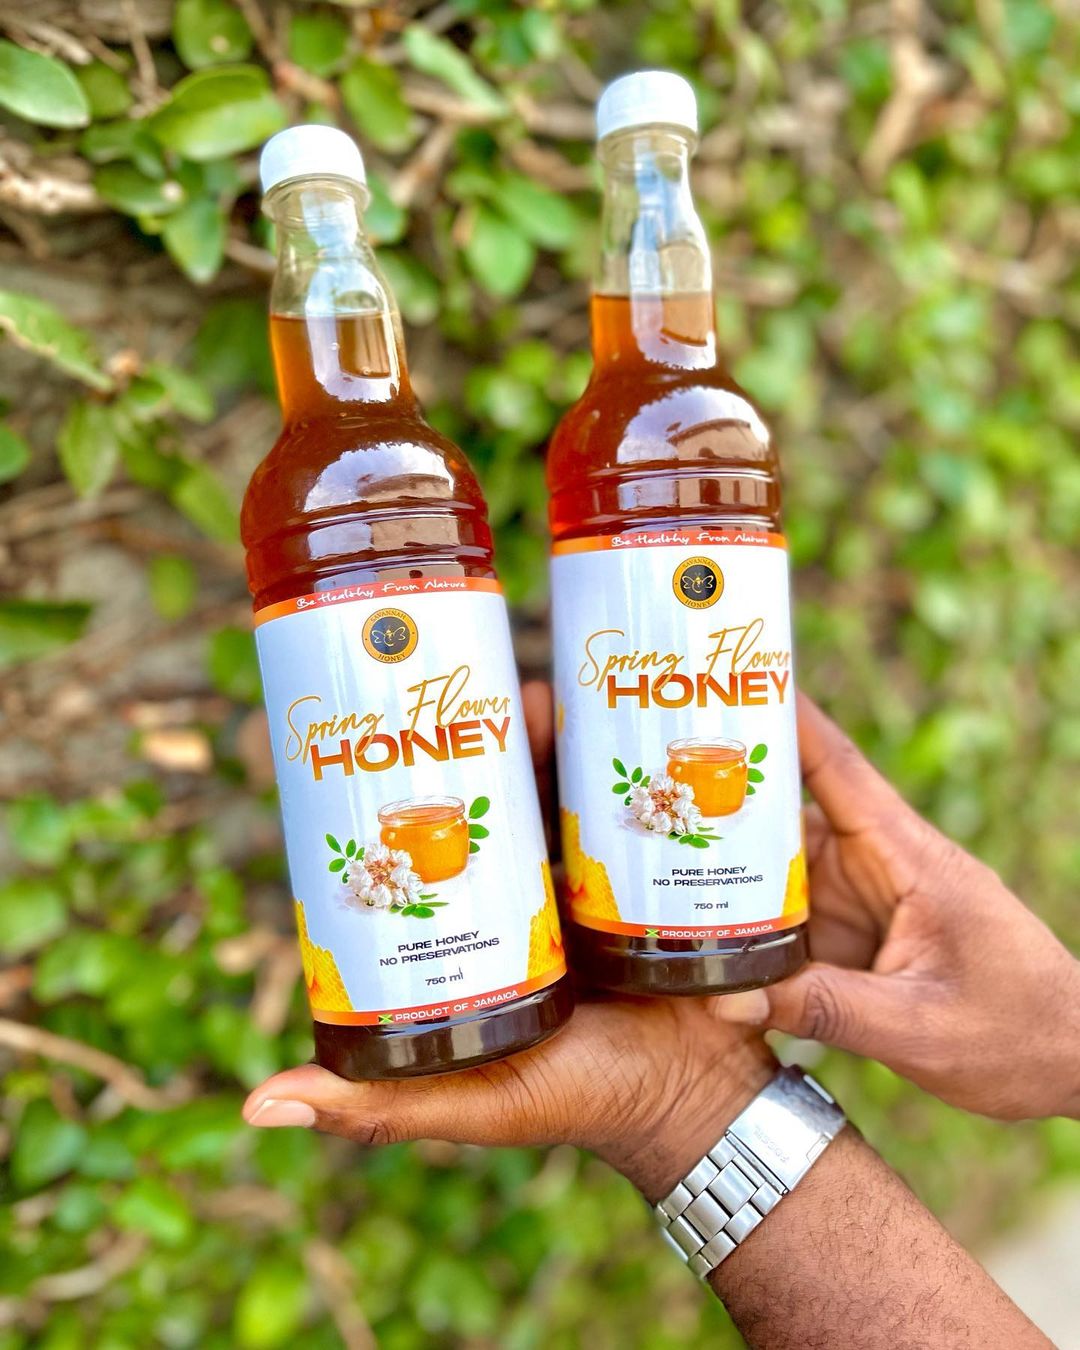 Be Healthy From Nature
SAVANNAH
HONEY
Spring Flower
HONEY
PURE HONEY
NO PRESERVATIONS
750 ml
PRODUCT OF JAMAICA
Be Healthy From Nature
SAVANNAH
HONEY
Spring Flower
HONEY
PURE HONEY
NO PRESERVATIONS
750 ml
PRODUCT OF JAMAICA
FOSSIL